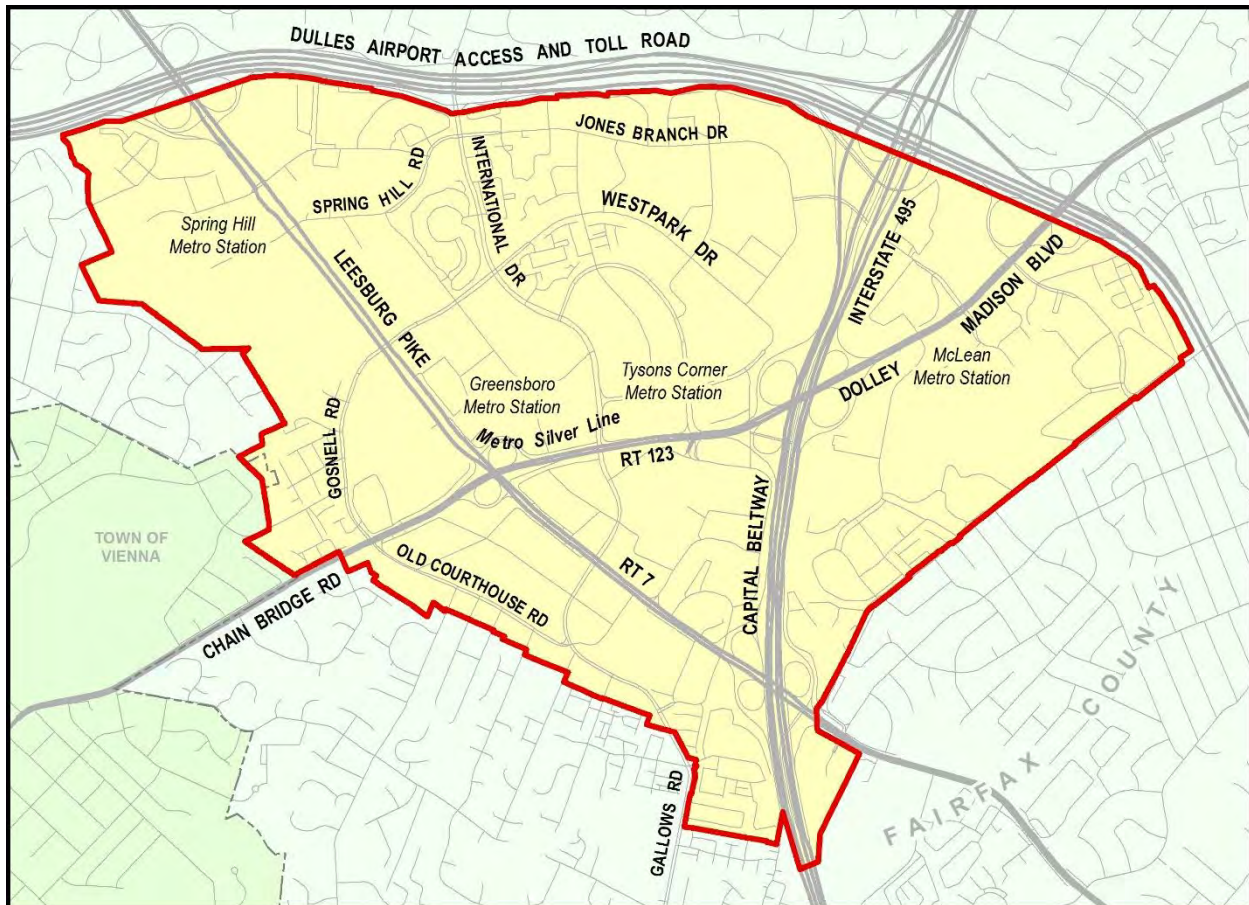 DULLES AIRPORT ACCESS AND TOLL ROAD
JONES BRANCH DR
SPRING HILL RD
INTERNATIONAL DR
WESTPARK DR
Spring Hill
Metro Station
LEESBURG PIKE
INTERSTATE 495
MADISON BLVD
DOLLEY
McLean
Metro Station
Tysons Corner
Metro Station
Greensboro
Metro Station
Metro Silver Line
RT 123
GOSNELL RD
CAPITAL BELTWAY
TOWN OF
VIENNA
OLD COURTHOUSE RD
RT 7
CHAIN BRIDGE RD
GALLOWS RD
FAIRFAX COUNTY